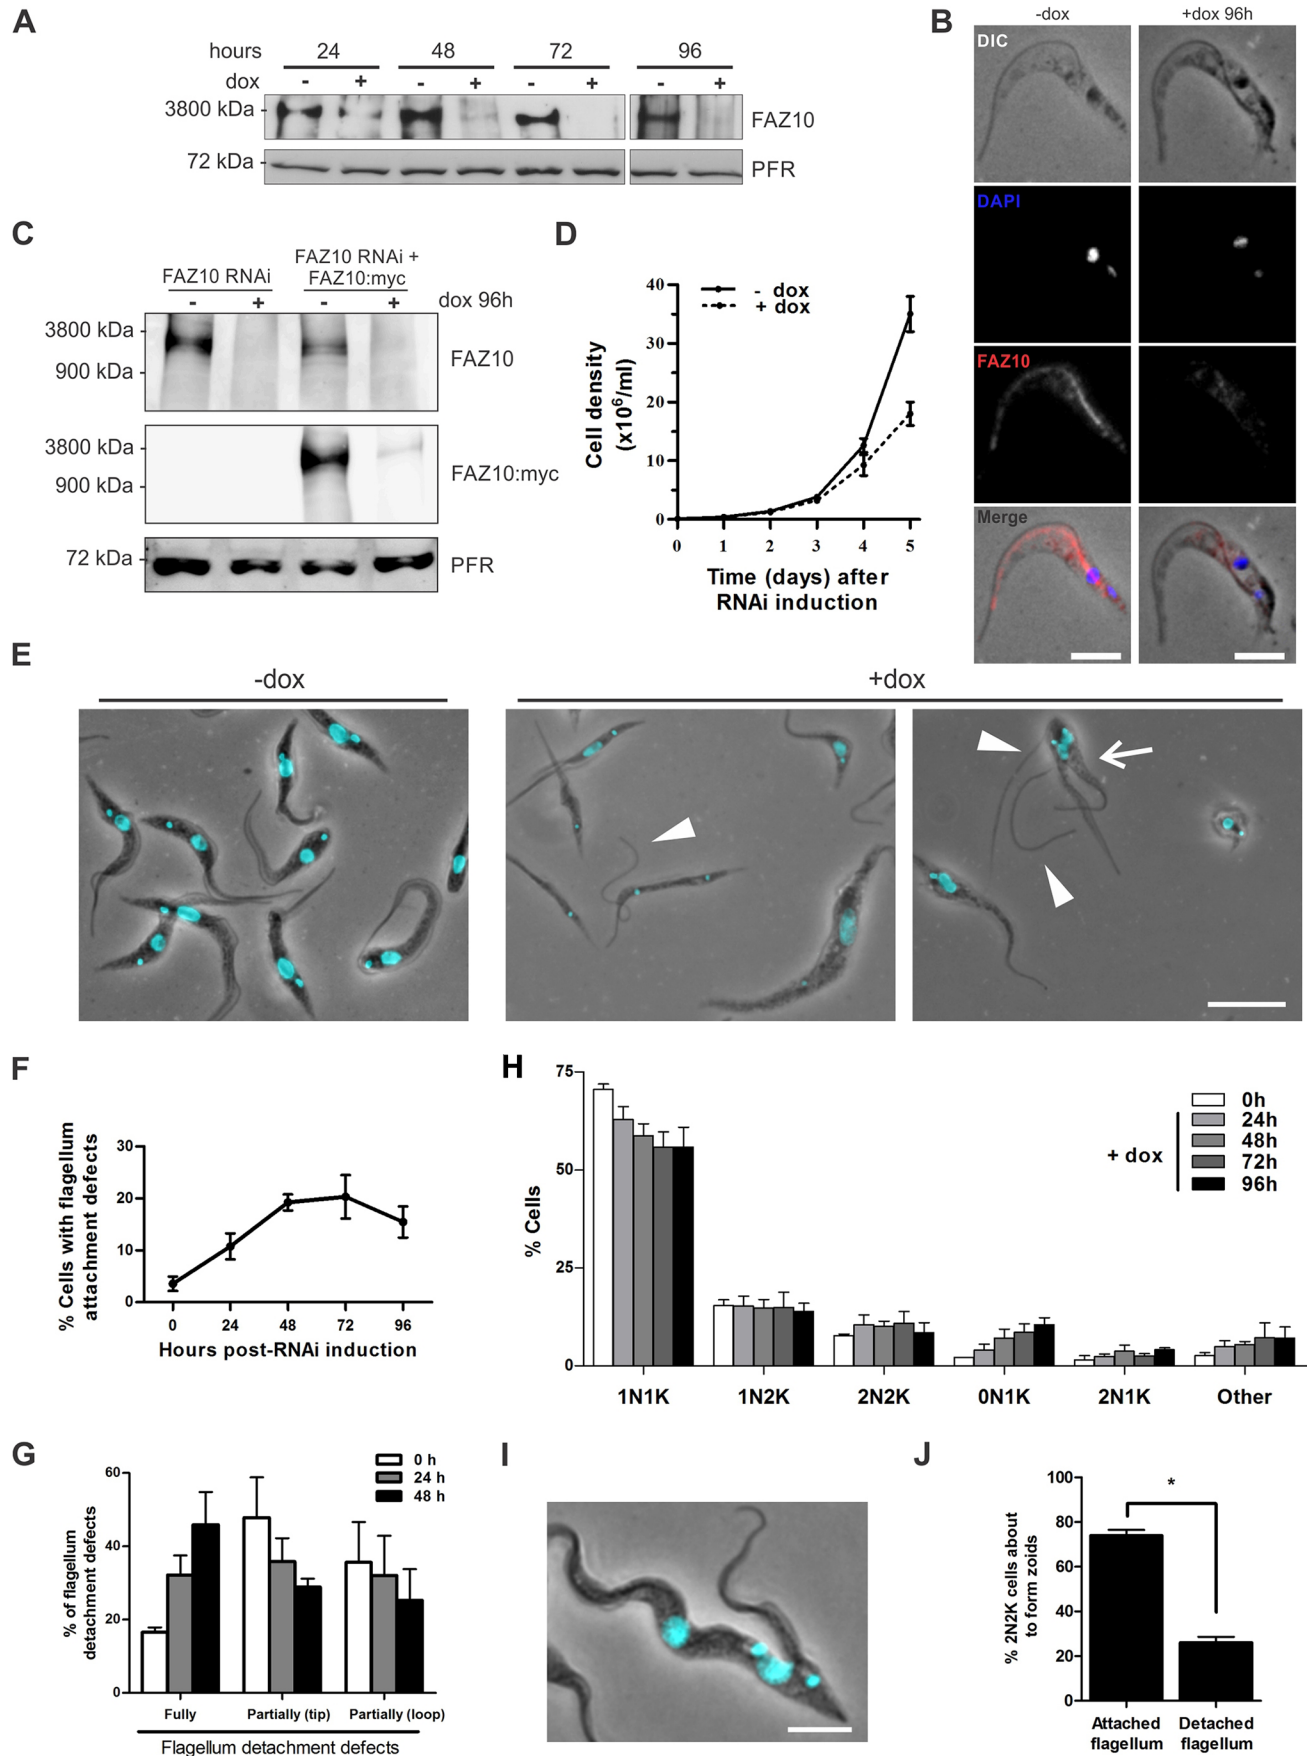 A
hours 24 48 72 96
dox - + - + - + - +
3800 kDa FAZ10
72 kDa PFR
B
-dox +dox 96h
DIC
DAPI
FAZ10
Merge
C
FAZ10 RNAi FAZ10 RNAi +
FAZ10:myc
- + - + dox 96h
3800 kDa
900 kDa
FAZ10
3800 kDa
900 kDa
FAZ10:myc
72 kDa PFR
D
- dox
+ dox
40
30
20
10
0
Cell density
(x10⁶/ml)
0 1 2 3 4 5
Time (days) after
RNAi induction
E
-dox +dox
F
30
20
10
0
% Cells with flagellum
attachment defects
0 24 48 72 96
Hours post-RNAi induction
H
75
50
25
0
% Cells
0h
24h
48h
72h
96h
+ dox
1N1K 1N2K 2N2K 0N1K 2N1K Other
G
0 h
24 h
48 h
60
40
20
0
% of flagellum
detachment defects
Fully Partially (tip) Partially (loop)
Flagellum detachment defects
I
J
100
80
60
40
20
0
% 2N2K cells about
to form zoids
*
Attached
flagellum
Detached
flagellum